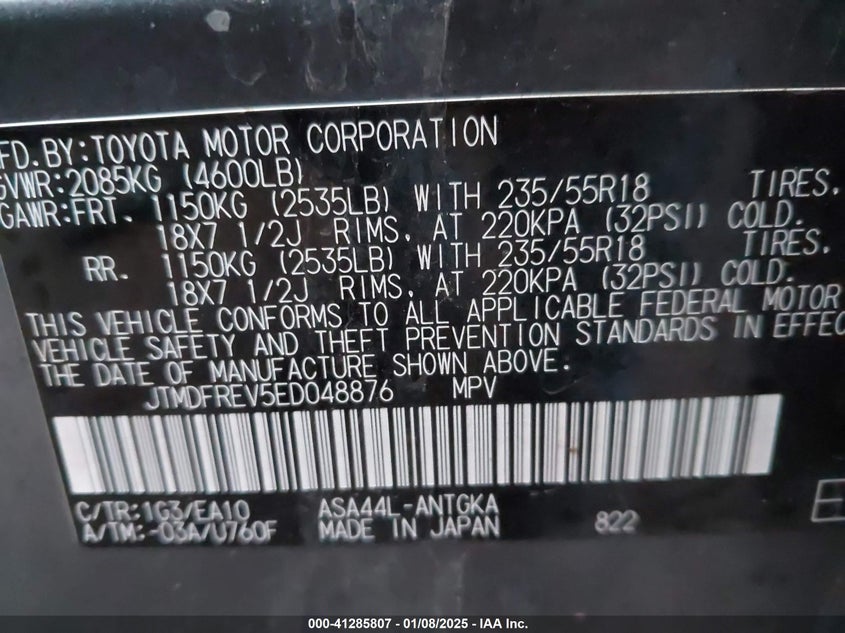 FD. BY: TOYOTA MOTOR CORPORATION
GVWR: 2085KG (4600LB)
GAWR: FRT. 1150KG (2535LB) WITH 235/55R18 TIRES.
18X7 1/2J RIMS, AT 220KPA (32PSI) COLD.
RR. 1150KG (2535LB) WITH 235/55R18 TIRES.
18X7 1/2J RIMS, AT 220KPA (32PSI) COLD.
THIS VEHICLE CONFORMS TO ALL APPLICABLE FEDERAL MOTOR
VEHICLE SAFETY AND THEFT PREVENTION STANDARDS IN EFFEC
THE DATE OF MANUFACTURE SHOWN ABOVE.
JTMDFREV5ED048876 MPV
C/TR: 1G3/EA10 ASA44L-ANTGKA
A/TM: -03A/U760F MADE IN JAPAN 822
E
000-41285807 - 01/08/2025 - IAA Inc.